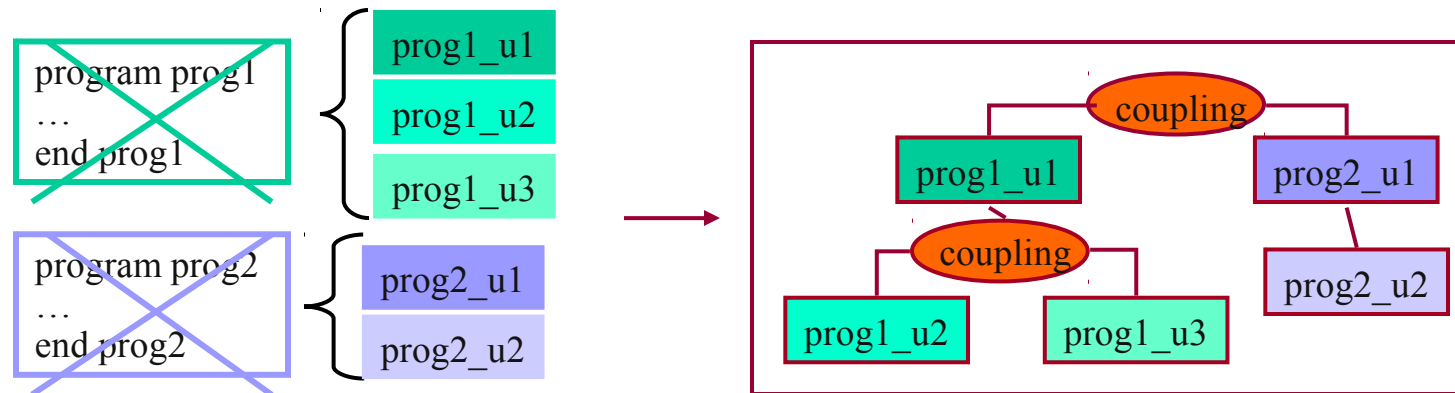 program prog1
…
end prog1
prog1_u1
prog1_u2
prog1_u3
program prog2
…
end prog2
prog2_u1
prog2_u2
coupling
prog1_u1
prog2_u1
coupling
prog2_u2
prog1_u2
prog1_u3